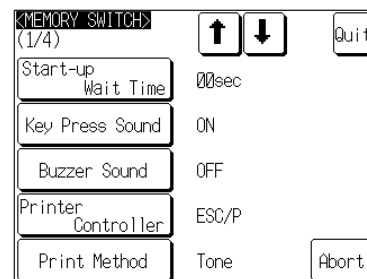 <MEMORY SWITCH>
(1/4)
Quit
Start-up
Wait Time
00sec
Key Press Sound
ON
Buzzer Sound
OFF
Printer
Controller
ESC/P
Print Method
Tone
Abort